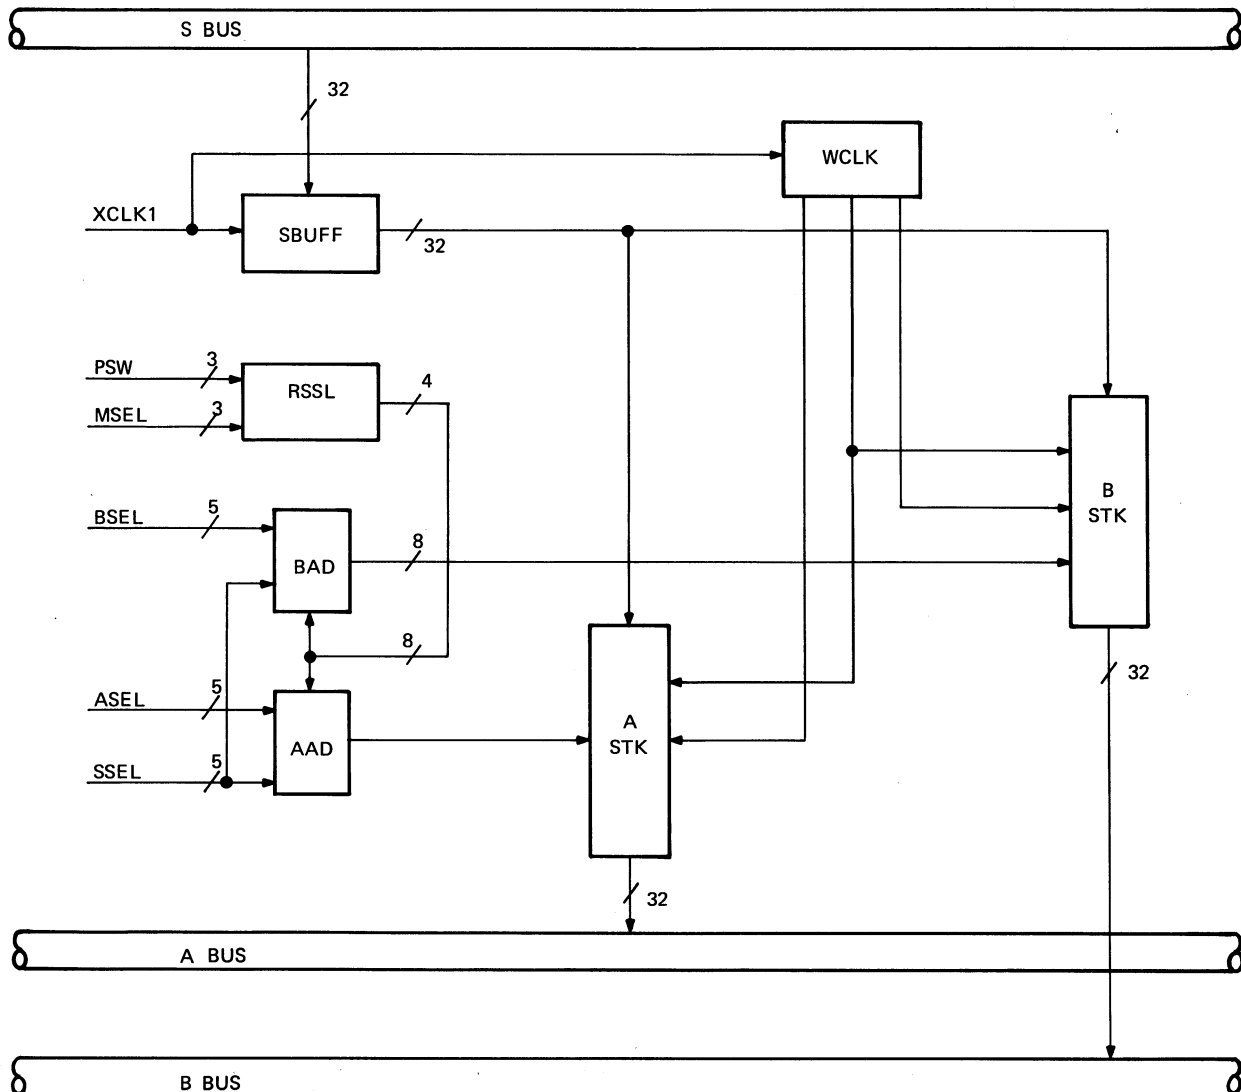 S BUS
32
WCLK
XCLK1
SBUFF
32
PSW
3
RSSL
4
MSEL
3
BSEL
5
BAD
8
B
STK
8
ASEL
5
AAD
A
STK
32
SSEL
5
32
A BUS
B BUS